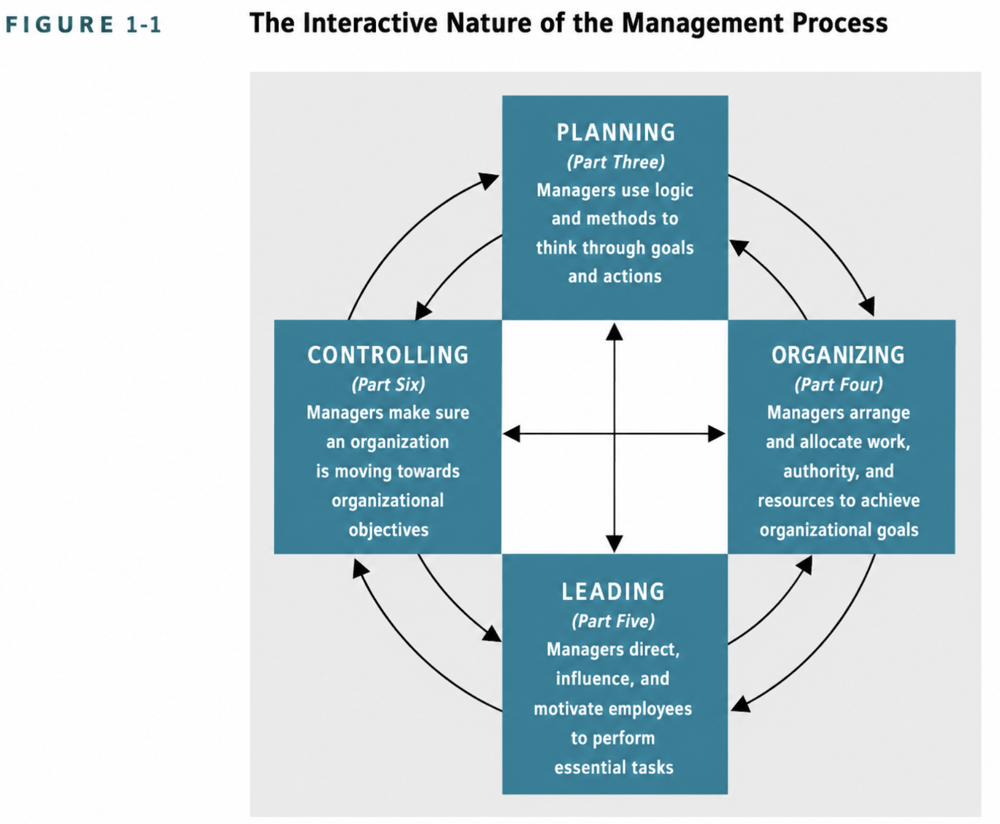 FIGURE 1-1
The Interactive Nature of the Management Process
PLANNING
(Part Three)
Managers use logic
and methods to
think through goals
and actions
CONTROLLING
(Part Six)
Managers make sure
an organization
is moving towards
organizational
objectives
ORGANIZING
(Part Four)
Managers arrange
and allocate work,
authority, and
resources to achieve
organizational goals
LEADING
(Part Five)
Managers direct,
influence, and
motivate employees
to perform
essential tasks